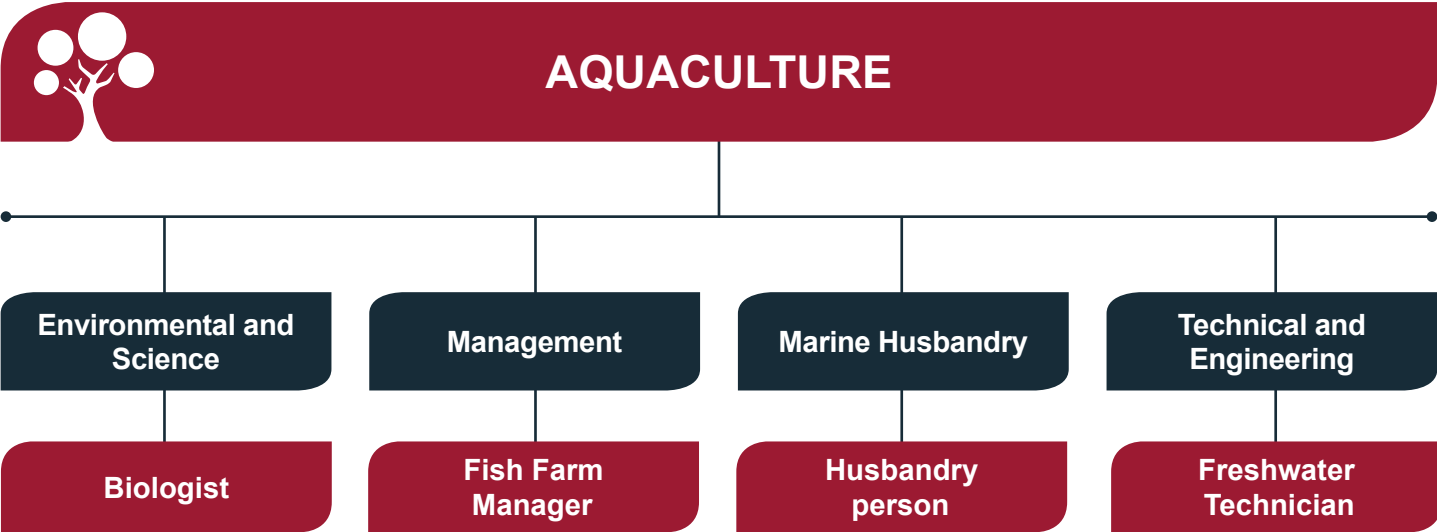 AQUACULTURE
Environmental and
Science
Management
Marine Husbandry
Technical and
Engineering
Biologist
Fish Farm
Manager
Husbandry
person
Freshwater
Technician